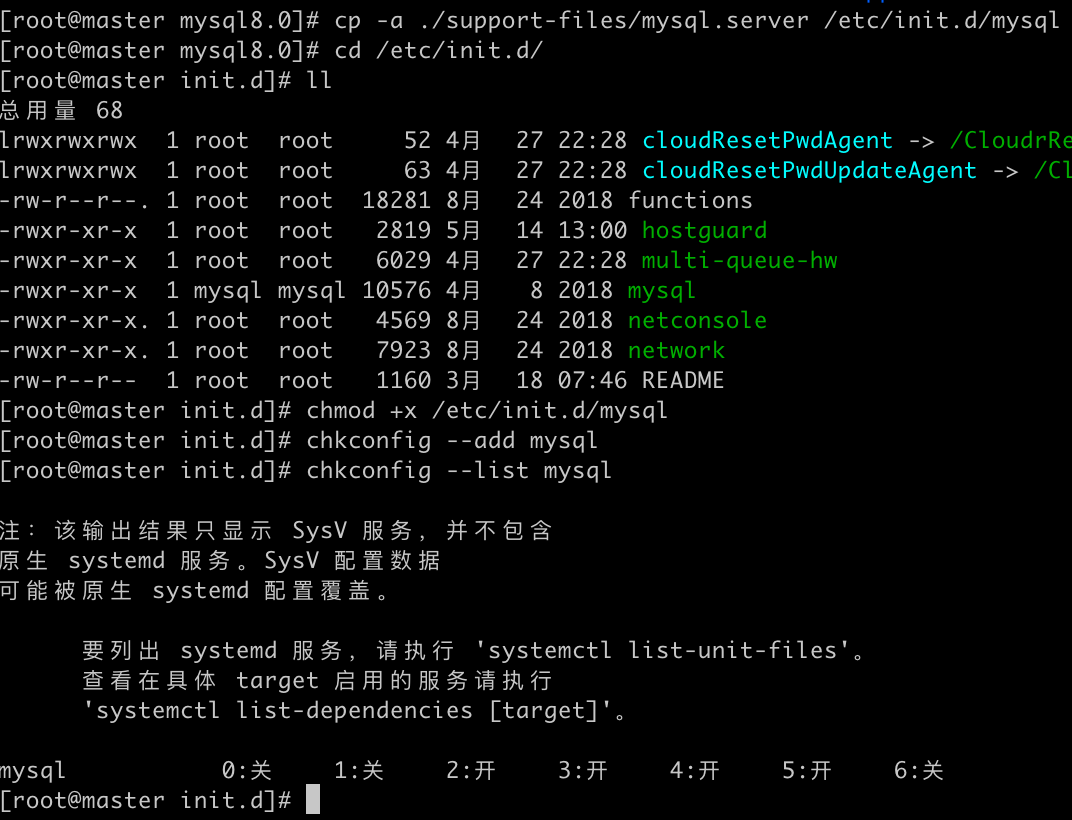 [root@master mysql8.0]# cp -a ./support-files/mysql.server /etc/init.d/mysql
[root@master mysql8.0]# cd /etc/init.d/
[root@master init.d]# ll
总用量 68
lrwxrwxrwx  1 root  root     52 4月  27 22:28 cloudResetPwdAgent -> /CloudrRe
lrwxrwxrwx  1 root  root     63 4月  27 22:28 cloudResetPwdUpdateAgent -> /Cl
-rw-r--r--. 1 root  root  18281 8月  24 2018 functions
-rwxr-xr-x  1 root  root   2819 5月  14 13:00 hostguard
-rwxr-xr-x  1 root  root   6029 4月  27 22:28 multi-queue-hw
-rwxr-xr-x  1 mysql mysql 10576 4月   8 2018 mysql
-rwxr-xr-x. 1 root  root   4569 8月  24 2018 netconsole
-rwxr-xr-x. 1 root  root   7923 8月  24 2018 network
-rw-r--r--  1 root  root   1160 3月  18 07:46 README
[root@master init.d]# chmod +x /etc/init.d/mysql
[root@master init.d]# chkconfig --add mysql
[root@master init.d]# chkconfig --list mysql
注：该输出结果只显示 SysV 服务，并不包含
原生 systemd 服务。SysV 配置数据
可能被原生 systemd 配置覆盖。
要列出 systemd 服务，请执行 'systemctl list-unit-files'。
查看在具体 target 启用的服务请执行
'systemctl list-dependencies [target]'。
mysql          0:关    1:关    2:开    3:开    4:开    5:开    6:关
[root@master init.d]#